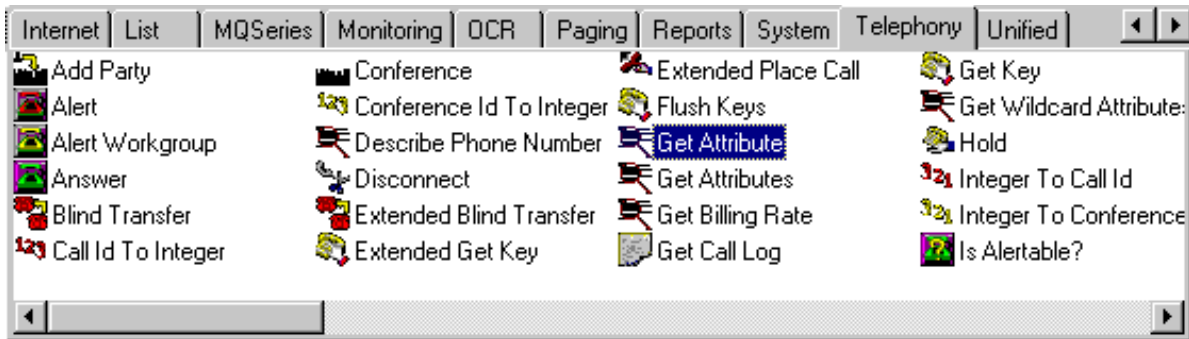 Internet List MQSeries Monitoring OCR Paging Reports System Telephony Unified
Add Party Conference Extended Place Call Get Key
Alert Conference Id To Integer Flush Keys Get Wildcard Attribute
Alert Workgroup Describe Phone Number Get Attribute Hold
Answer Disconnect Get Attributes Integer To Call Id
Blind Transfer Extended Blind Transfer Get Billing Rate Integer To Conference
Call Id To Integer Extended Get Key Get Call Log Is Alertable?